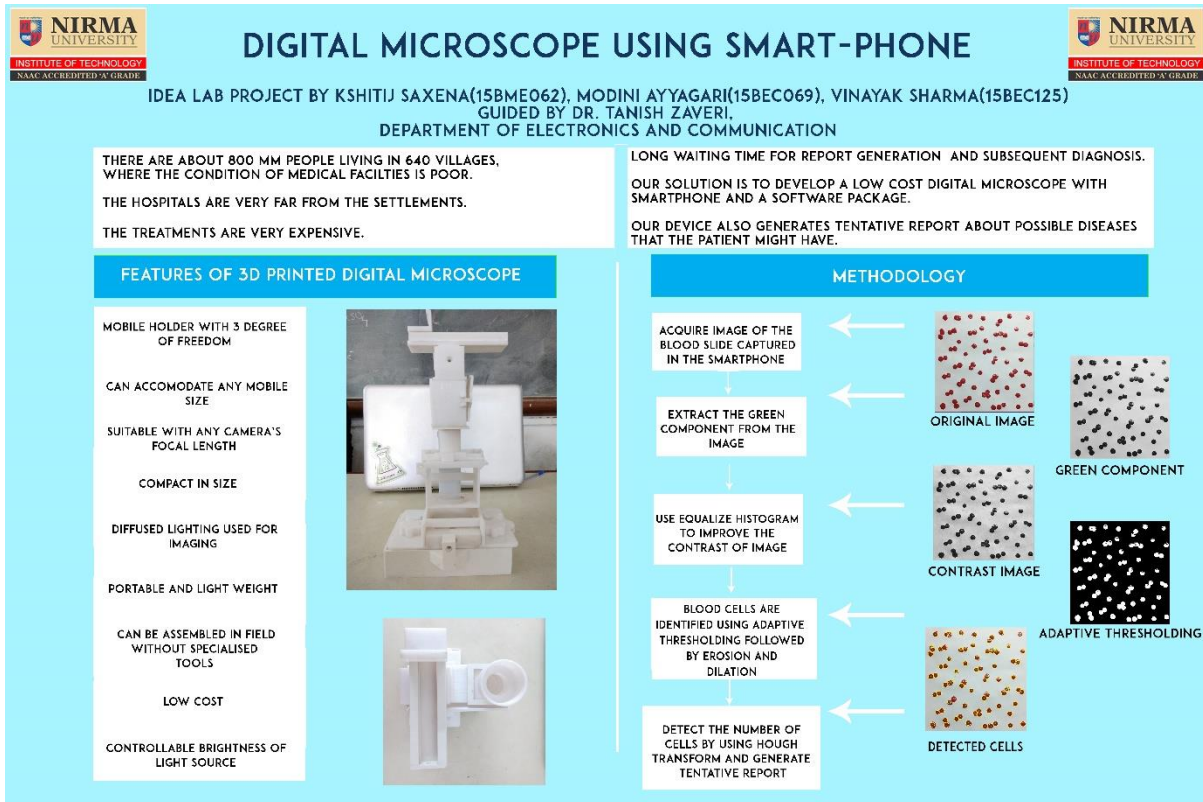 NIRMA
UNIVERSITY
INSTITUTE OF TECHNOLOGY
NAAC ACCREDITED 'A' GRADE
DIGITAL MICROSCOPE USING SMART-PHONE
NIRMA
UNIVERSITY
INSTITUTE OF TECHNOLOGY
NAAC ACCREDITED 'A' GRADE
IDEA LAB PROJECT BY KSHITIJ SAXENA(15BME062), MODINI AYYAGARI(15BEC069), VINAYAK SHARMA(15BEC125)
GUIDED BY DR. TANISH ZAVERI,
DEPARTMENT OF ELECTRONICS AND COMMUNICATION
THERE ARE ABOUT 800 MM PEOPLE LIVING IN 640 VILLAGES,
WHERE THE CONDITION OF MEDICAL FACILTIES IS POOR.
THE HOSPITALS ARE VERY FAR FROM THE SETTLEMENTS.
THE TREATMENTS ARE VERY EXPENSIVE.
LONG WAITING TIME FOR REPORT GENERATION AND SUBSEQUENT DIAGNOSIS.
OUR SOLUTION IS TO DEVELOP A LOW COST DIGITAL MICROSCOPE WITH
SMARTPHONE AND A SOFTWARE PACKAGE.
OUR DEVICE ALSO GENERATES TENTATIVE REPORT ABOUT POSSIBLE DISEASES
THAT THE PATIENT MIGHT HAVE.
FEATURES OF 3D PRINTED DIGITAL MICROSCOPE
MOBILE HOLDER WITH 3 DEGREE
OF FREEDOM
CAN ACCOMODATE ANY MOBILE
SIZE
SUITABLE WITH ANY CAMERA'S
FOCAL LENGTH
COMPACT IN SIZE
DIFFUSED LIGHTING USED FOR
IMAGING
PORTABLE AND LIGHT WEIGHT
CAN BE ASSEMBLED IN FIELD
WITHOUT SPECIALISED
TOOLS
LOW COST
CONTROLLABLE BRIGHTNESS OF
LIGHT SOURCE
METHODOLOGY
ACQUIRE IMAGE OF THE
BLOOD SLIDE CAPTURED
IN THE SMARTPHONE
EXTRACT THE GREEN
COMPONENT FROM THE
IMAGE
USE EQUALIZE HISTOGRAM
TO IMPROVE THE
CONTRAST OF IMAGE
BLOOD CELLS ARE
IDENTIFIED USING ADAPTIVE
THRESHOLDING FOLLOWED
BY EROSION AND
DILATION
DETECT THE NUMBER OF
CELLS BY USING HOUGH
TRANSFORM AND GENERATE
TENTATIVE REPORT
ORIGINAL IMAGE
GREEN COMPONENT
CONTRAST IMAGE
ADAPTIVE THRESHOLDING
DETECTED CELLS